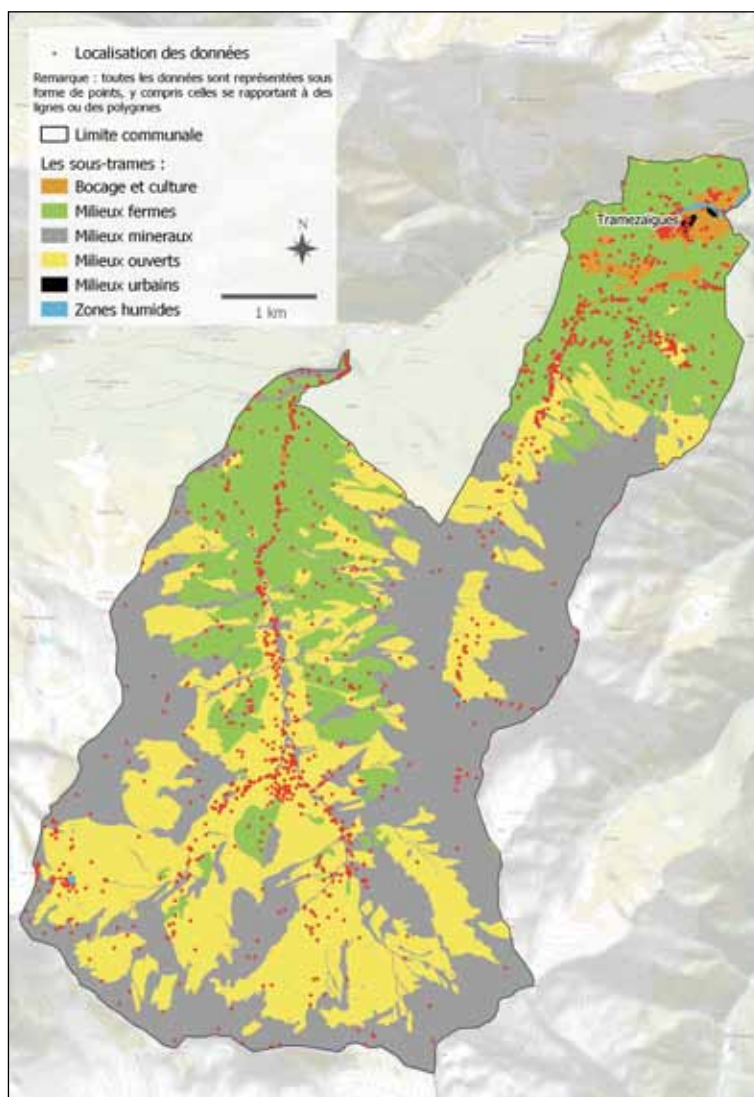 Localisation des données
Remarque : toutes les données sont représentées sous
forme de points, y compris celles se rapportant à des
lignes ou des polygones
Limite communale
Les sous-trames :
Bocage et culture
Milieux fermes
Milieux mineraux
Milieux ouverts
Milieux urbains
Zones humides
N
1 km
Tramezaïgues